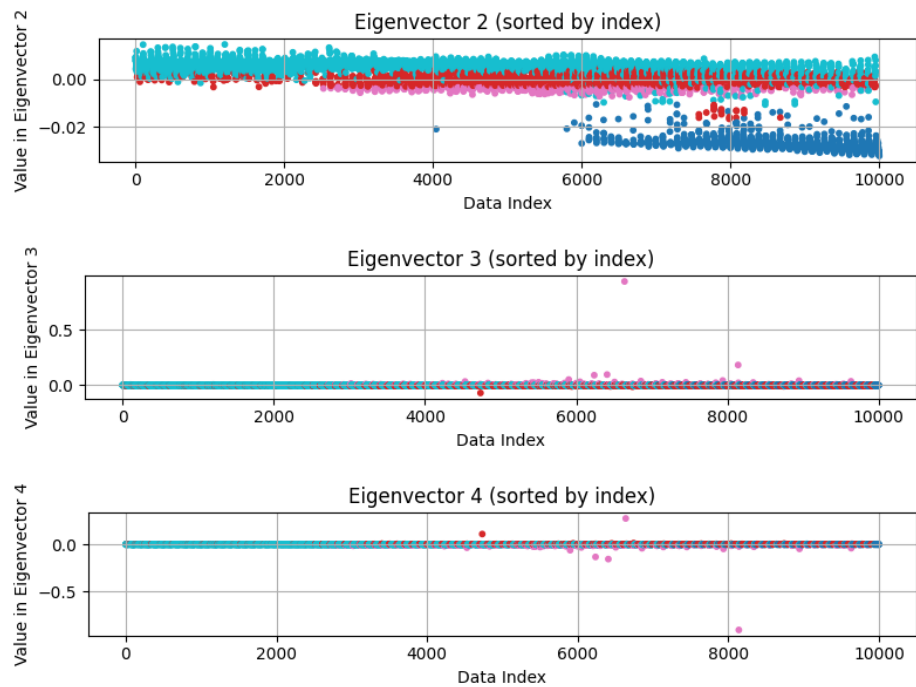 Eigenvector 2 (sorted by index)
Value in Eigenvector 2
0.00
−0.02
0 2000 4000 6000 8000 10000
Data Index
Eigenvector 3 (sorted by index)
Value in Eigenvector 3
0.5
0.0
0 2000 4000 6000 8000 10000
Data Index
Eigenvector 4 (sorted by index)
Value in Eigenvector 4
0.0
−0.5
0 2000 4000 6000 8000 10000
Data Index